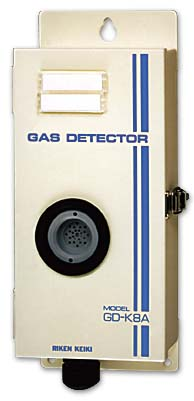 GAS DETECTOR
MODEL
GD-K8A
RIKEN KEIKI